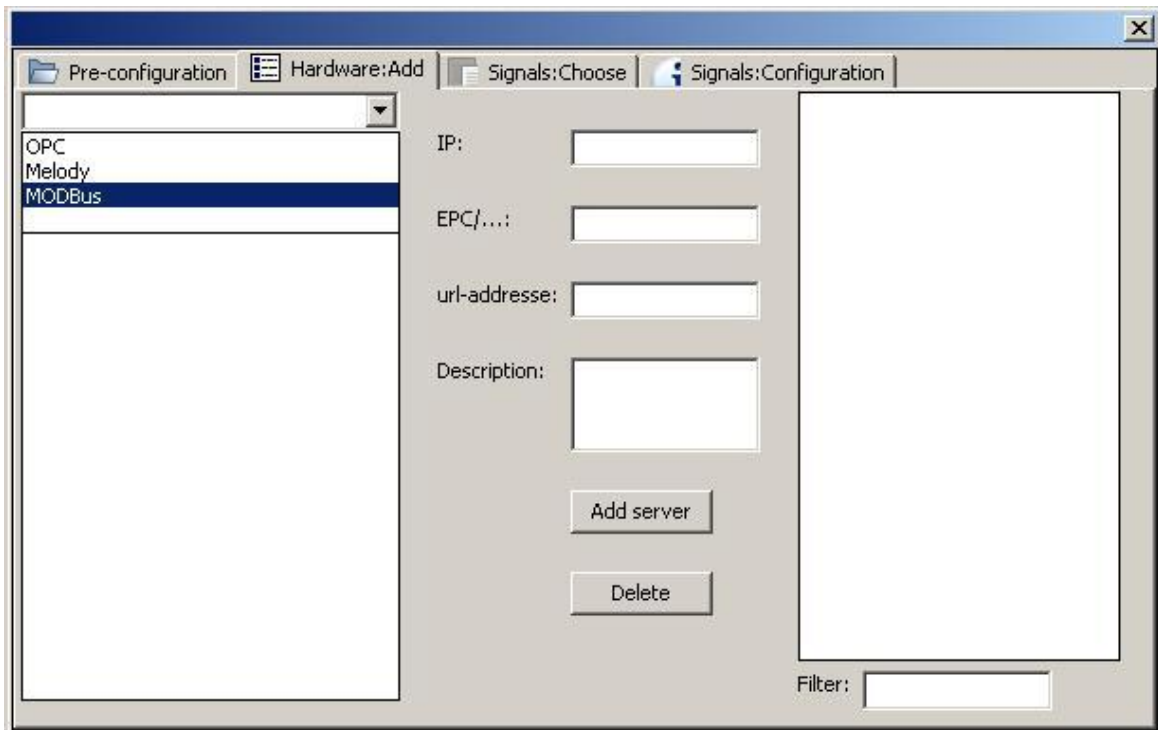 Pre-configuration
Hardware:Add
Signals:Choose
Signals:Configuration
OPC
Melody
MODBus
IP:
EPC/...:
url-addresse:
Description:
Add server
Delete
Filter: